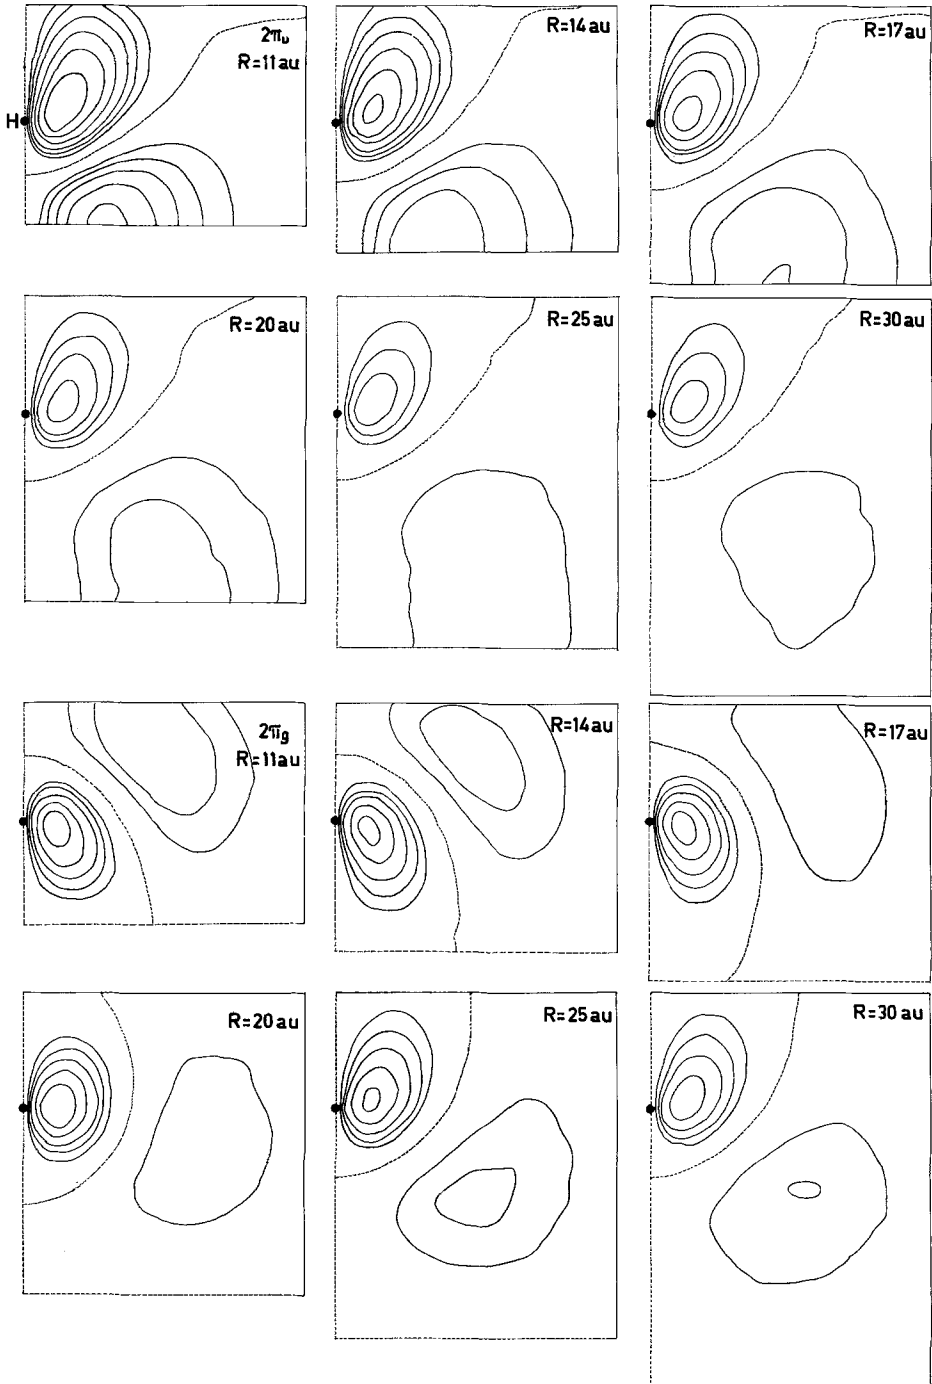 2πu
R=11au
R=14au
R=17au
H
R=20au
R=25au
R=30au
2πg
R=11au
R=14au
R=17au
R=20au
R=25au
R=30au